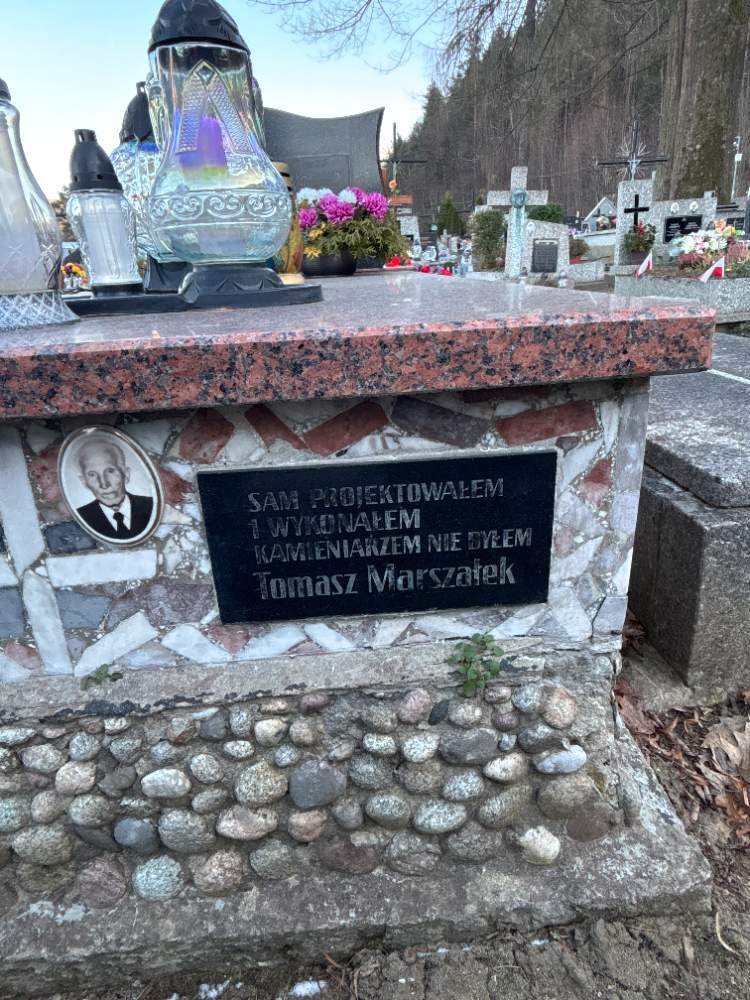 SAM PROJEKTOWAŁEM
I WYKONAŁEM
KAMIENIARZEM NIE BYŁEM
Tomasz Marszałek